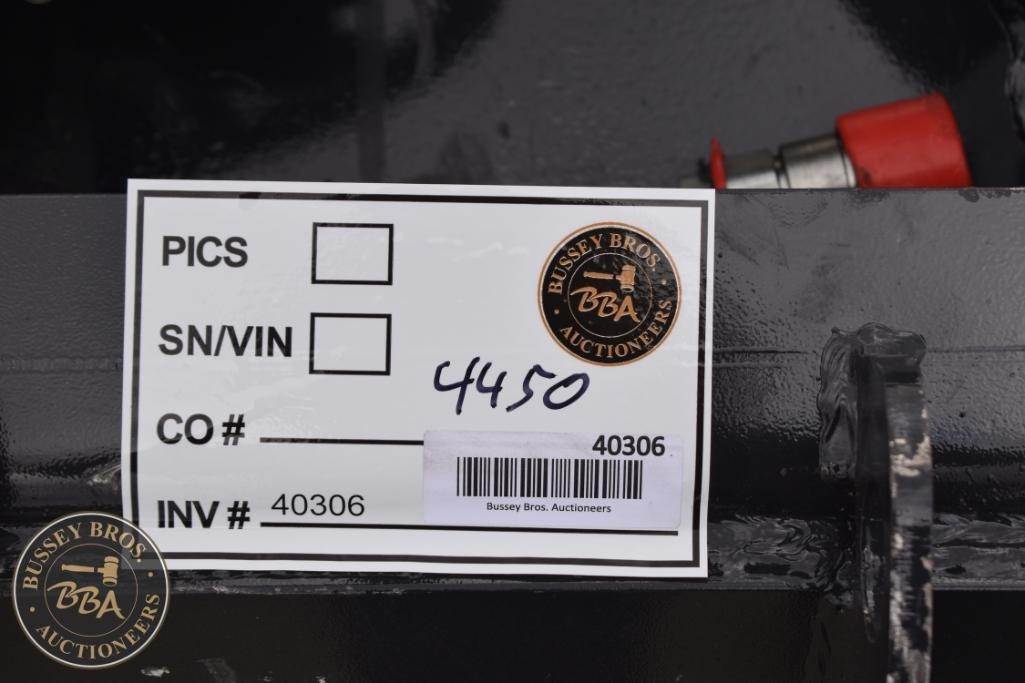 PICS
BUSSEY BROS.
BBA
AUCTIONEERS
SN/VIN
4450
CO #
40306
Bussey Bros. Auctioneers
INV # 40306
BUSSEY BROS.
BBA
AUCTIONEERS